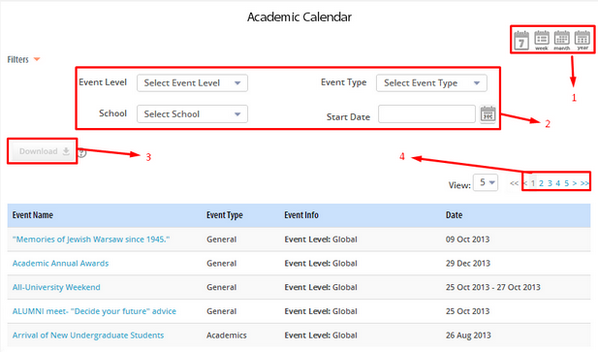 Academic Calendar
7 week month year
Filters
1
Event Level Select Event Level Event Type Select Event Type
School Select School Start Date
2
Download ? 3
4
View: 5 << < 1 2 3 4 5 > >>
Event Name Event Type Event Info Date
"Memories of Jewish Warsaw since 1945." General Event Level: Global 09 Oct 2013
Academic Annual Awards General Event Level: Global 29 Dec 2013
All-University Weekend General Event Level: Global 25 Oct 2013 - 27 Oct 2013
ALUMNI meet- "Decide your future" advice General Event Level: Global 25 Oct 2013
Arrival of New Undergraduate Students Academics Event Level: Global 26 Aug 2013